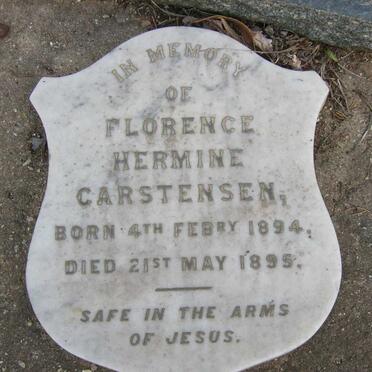 IN MEMORY
OF
FLORENCE
HERMINE
CARSTENSEN,
BORN 4TH FEBRY 1894,
DIED 21ST MAY 1895.
SAFE IN THE ARMS
OF JESUS.